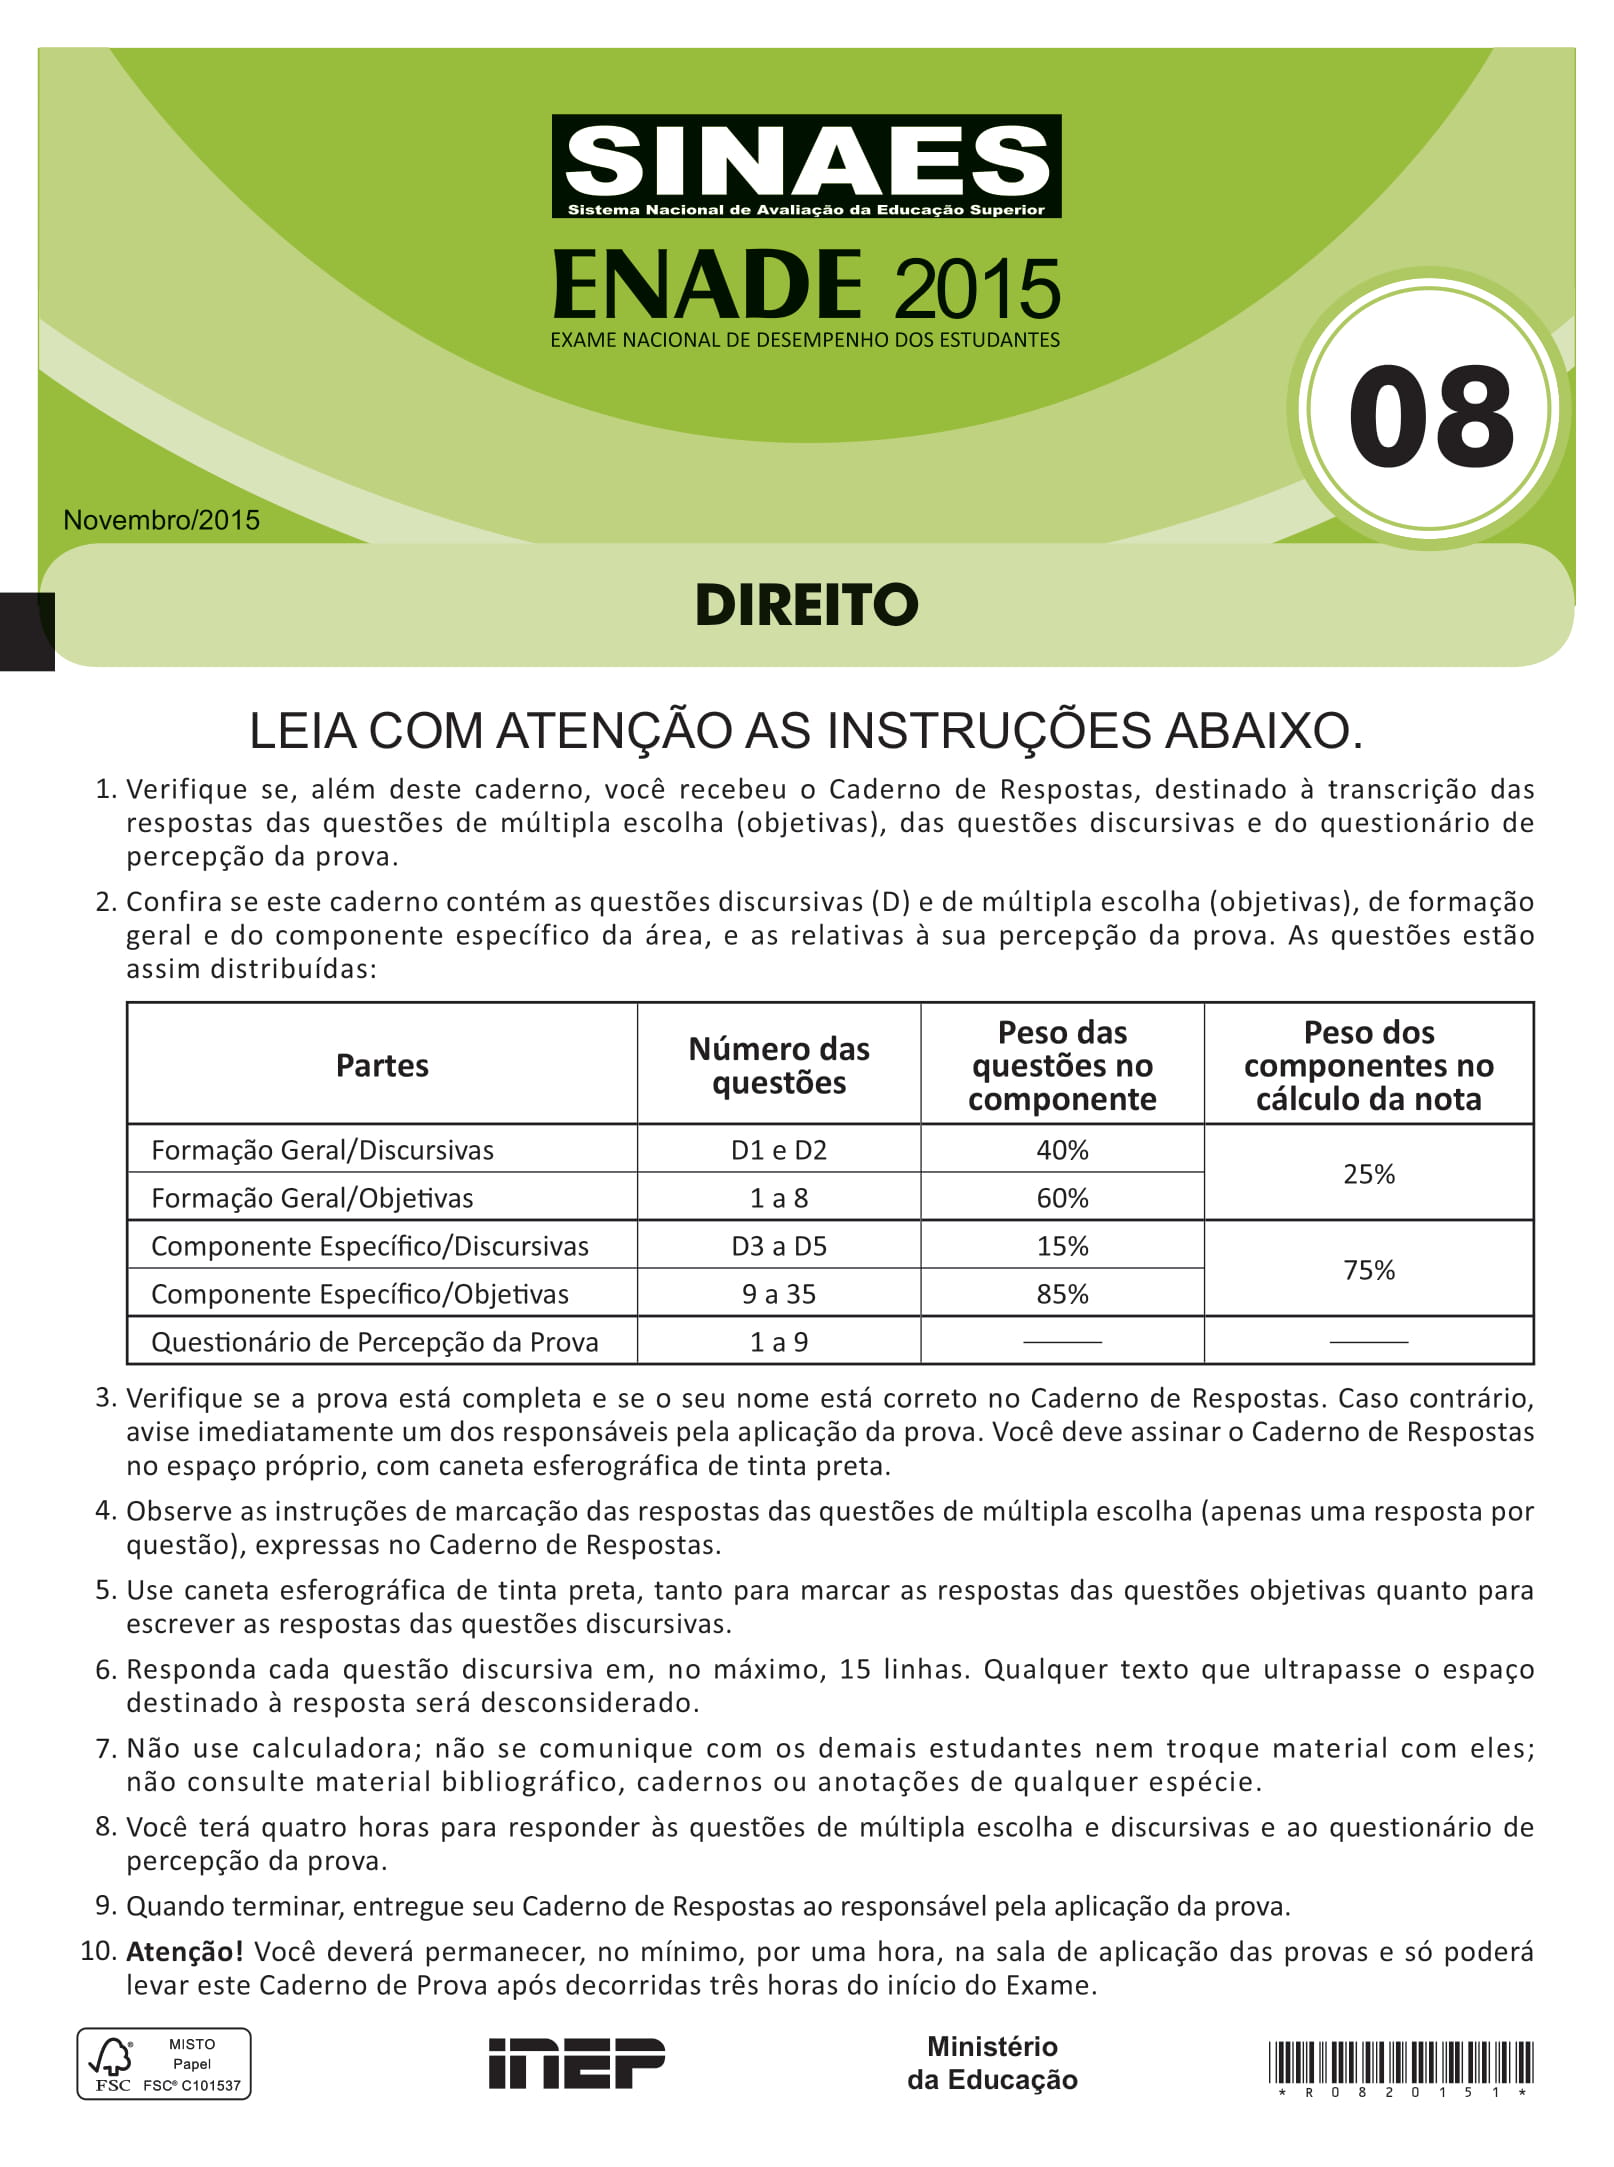 SINAES
Sistema Nacional de Avaliação da Educação Superior
ENADE 2015
EXAME NACIONAL DE DESEMPENHO DOS ESTUDANTES
08
Novembro/2015
DIREITO
LEIA COM ATENÇÃO AS INSTRUÇÕES ABAIXO.
1. Verifique se, além deste caderno, você recebeu o Caderno de Respostas, destinado à transcrição das
respostas das questões de múltipla escolha (objetivas), das questões discursivas e do questionário de
percepção da prova.
2. Confira se este caderno contém as questões discursivas (D) e de múltipla escolha (objetivas), de formação
geral e do componente específico da área, e as relativas à sua percepção da prova. As questões estão
assim distribuídas:
Partes
Número das
questões
Peso das
questões no
componente
Peso dos
componentes no
cálculo da nota
Formação Geral/Discursivas D1 e D2 40%
25%
Formação Geral/Objetivas 1 a 8 60%
Componente Específico/Discursivas D3 a D5 15%
75%
Componente Específico/Objetivas 9 a 35 85%
Questionário de Percepção da Prova 1 a 9
3. Verifique se a prova está completa e se o seu nome está correto no Caderno de Respostas. Caso contrário,
avise imediatamente um dos responsáveis pela aplicação da prova. Você deve assinar o Caderno de Respostas
no espaço próprio, com caneta esferográfica de tinta preta.
4. Observe as instruções de marcação das respostas das questões de múltipla escolha (apenas uma resposta por
questão), expressas no Caderno de Respostas.
5. Use caneta esferográfica de tinta preta, tanto para marcar as respostas das questões objetivas quanto para
escrever as respostas das questões discursivas.
6. Responda cada questão discursiva em, no máximo, 15 linhas. Qualquer texto que ultrapasse o espaço
destinado à resposta será desconsiderado.
7. Não use calculadora; não se comunique com os demais estudantes nem troque material com eles;
não consulte material bibliográfico, cadernos ou anotações de qualquer espécie.
8. Você terá quatro horas para responder às questões de múltipla escolha e discursivas e ao questionário de
percepção da prova.
9. Quando terminar, entregue seu Caderno de Respostas ao responsável pela aplicação da prova.
10. Atenção! Você deverá permanecer, no mínimo, por uma hora, na sala de aplicação das provas e só poderá
levar este Caderno de Prova após decorridas três horas do início do Exame.
FSC
MISTO
Papel
FSC® C101537
INEP
Ministério
da Educação
* R 0 8 2 0 1 5 1 *